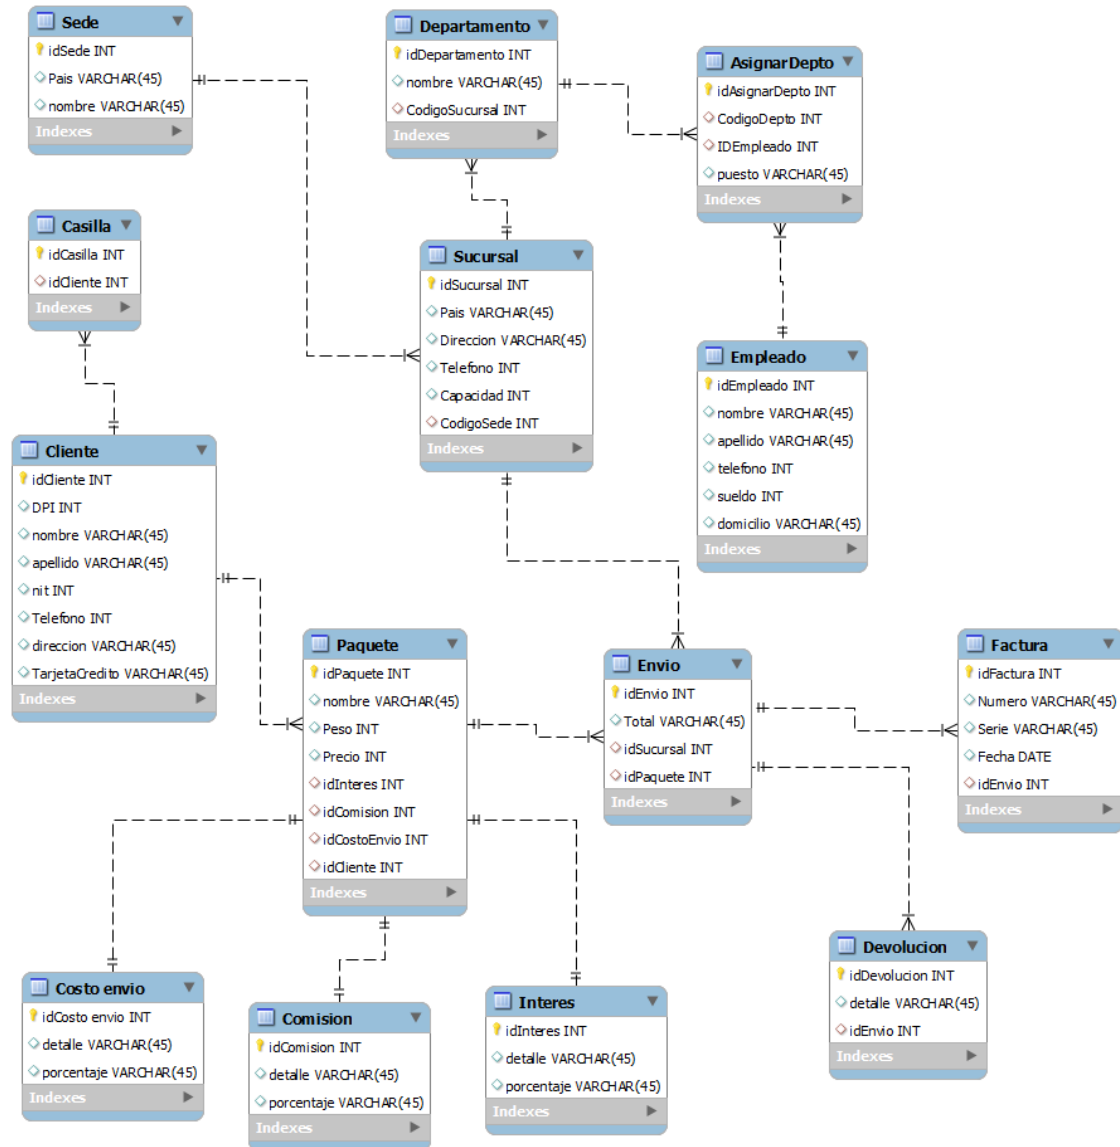 Sede
idSede INT
Pais VARCHAR(45)
nombre VARCHAR(45)
Indexes
Departamento
idDepartamento INT
nombre VARCHAR(45)
CodigoSucursal INT
Indexes
AsignarDepto
idAsignarDepto INT
CodigoDepto INT
IDEmpleado INT
puesto VARCHAR(45)
Indexes
Casilla
idCasilla INT
idCliente INT
Indexes
Sucursal
idSucursal INT
Pais VARCHAR(45)
Direccion VARCHAR(45)
Telefono INT
Capacidad INT
CodigoSede INT
Indexes
Empleado
idEmpleado INT
nombre VARCHAR(45)
apellido VARCHAR(45)
telefono INT
sueldo INT
domicilio VARCHAR(45)
Indexes
Cliente
idCliente INT
DPI INT
nombre VARCHAR(45)
apellido VARCHAR(45)
nit INT
Telefono INT
direccion VARCHAR(45)
TarjetaCredito VARCHAR(45)
Indexes
Paquete
idPaquete INT
nombre VARCHAR(45)
Peso INT
Precio INT
idInteres INT
idComision INT
idCostoEnvio INT
idCliente INT
Indexes
Envio
idEnvio INT
Total VARCHAR(45)
idSucursal INT
idPaquete INT
Indexes
Factura
idFactura INT
Numero VARCHAR(45)
Serie VARCHAR(45)
Fecha DATE
idEnvio INT
Indexes
Costo envio
idCosto envio INT
detalle VARCHAR(45)
porcentaje VARCHAR(45)
Indexes
Comision
idComision INT
detalle VARCHAR(45)
porcentaje VARCHAR(45)
Indexes
Interes
idInteres INT
detalle VARCHAR(45)
porcentaje VARCHAR(45)
Indexes
Devolucion
idDevolucion INT
detalle VARCHAR(45)
idEnvio INT
Indexes